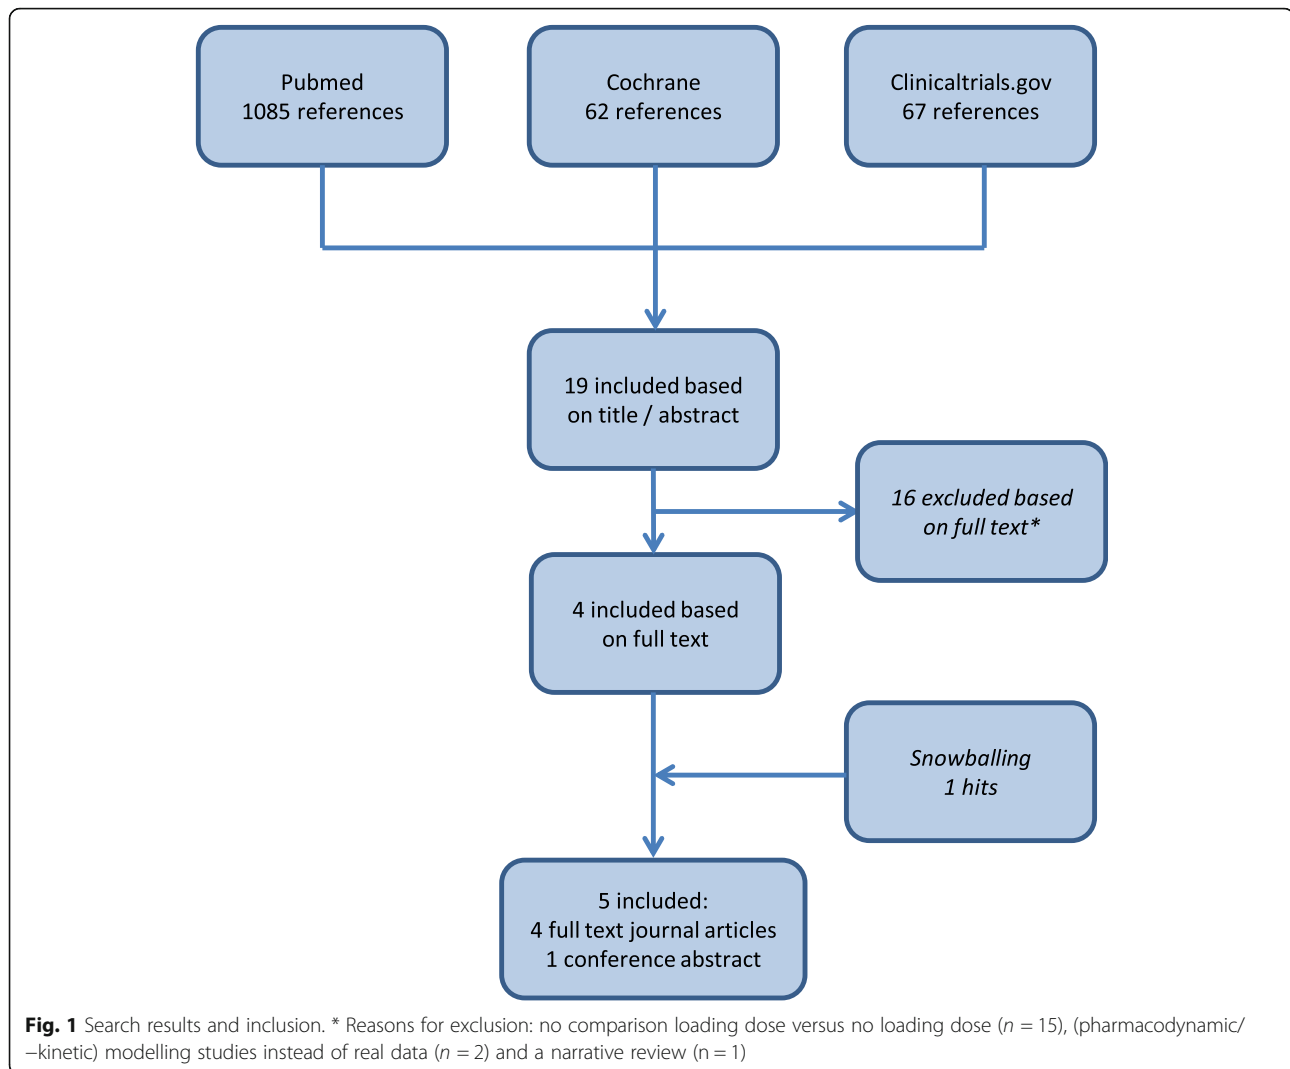 Pubmed
1085 references
Cochrane
62 references
Clinicaltrials.gov
67 references
19 included based
on title / abstract
16 excluded based
on full text*
4 included based
on full text
Snowballing
1 hits
5 included:
4 full text journal articles
1 conference abstract
Fig. 1 Search results and inclusion. * Reasons for exclusion: no comparison loading dose versus no loading dose (n = 15), (pharmacodynamic/
−kinetic) modelling studies instead of real data (n = 2) and a narrative review (n = 1)